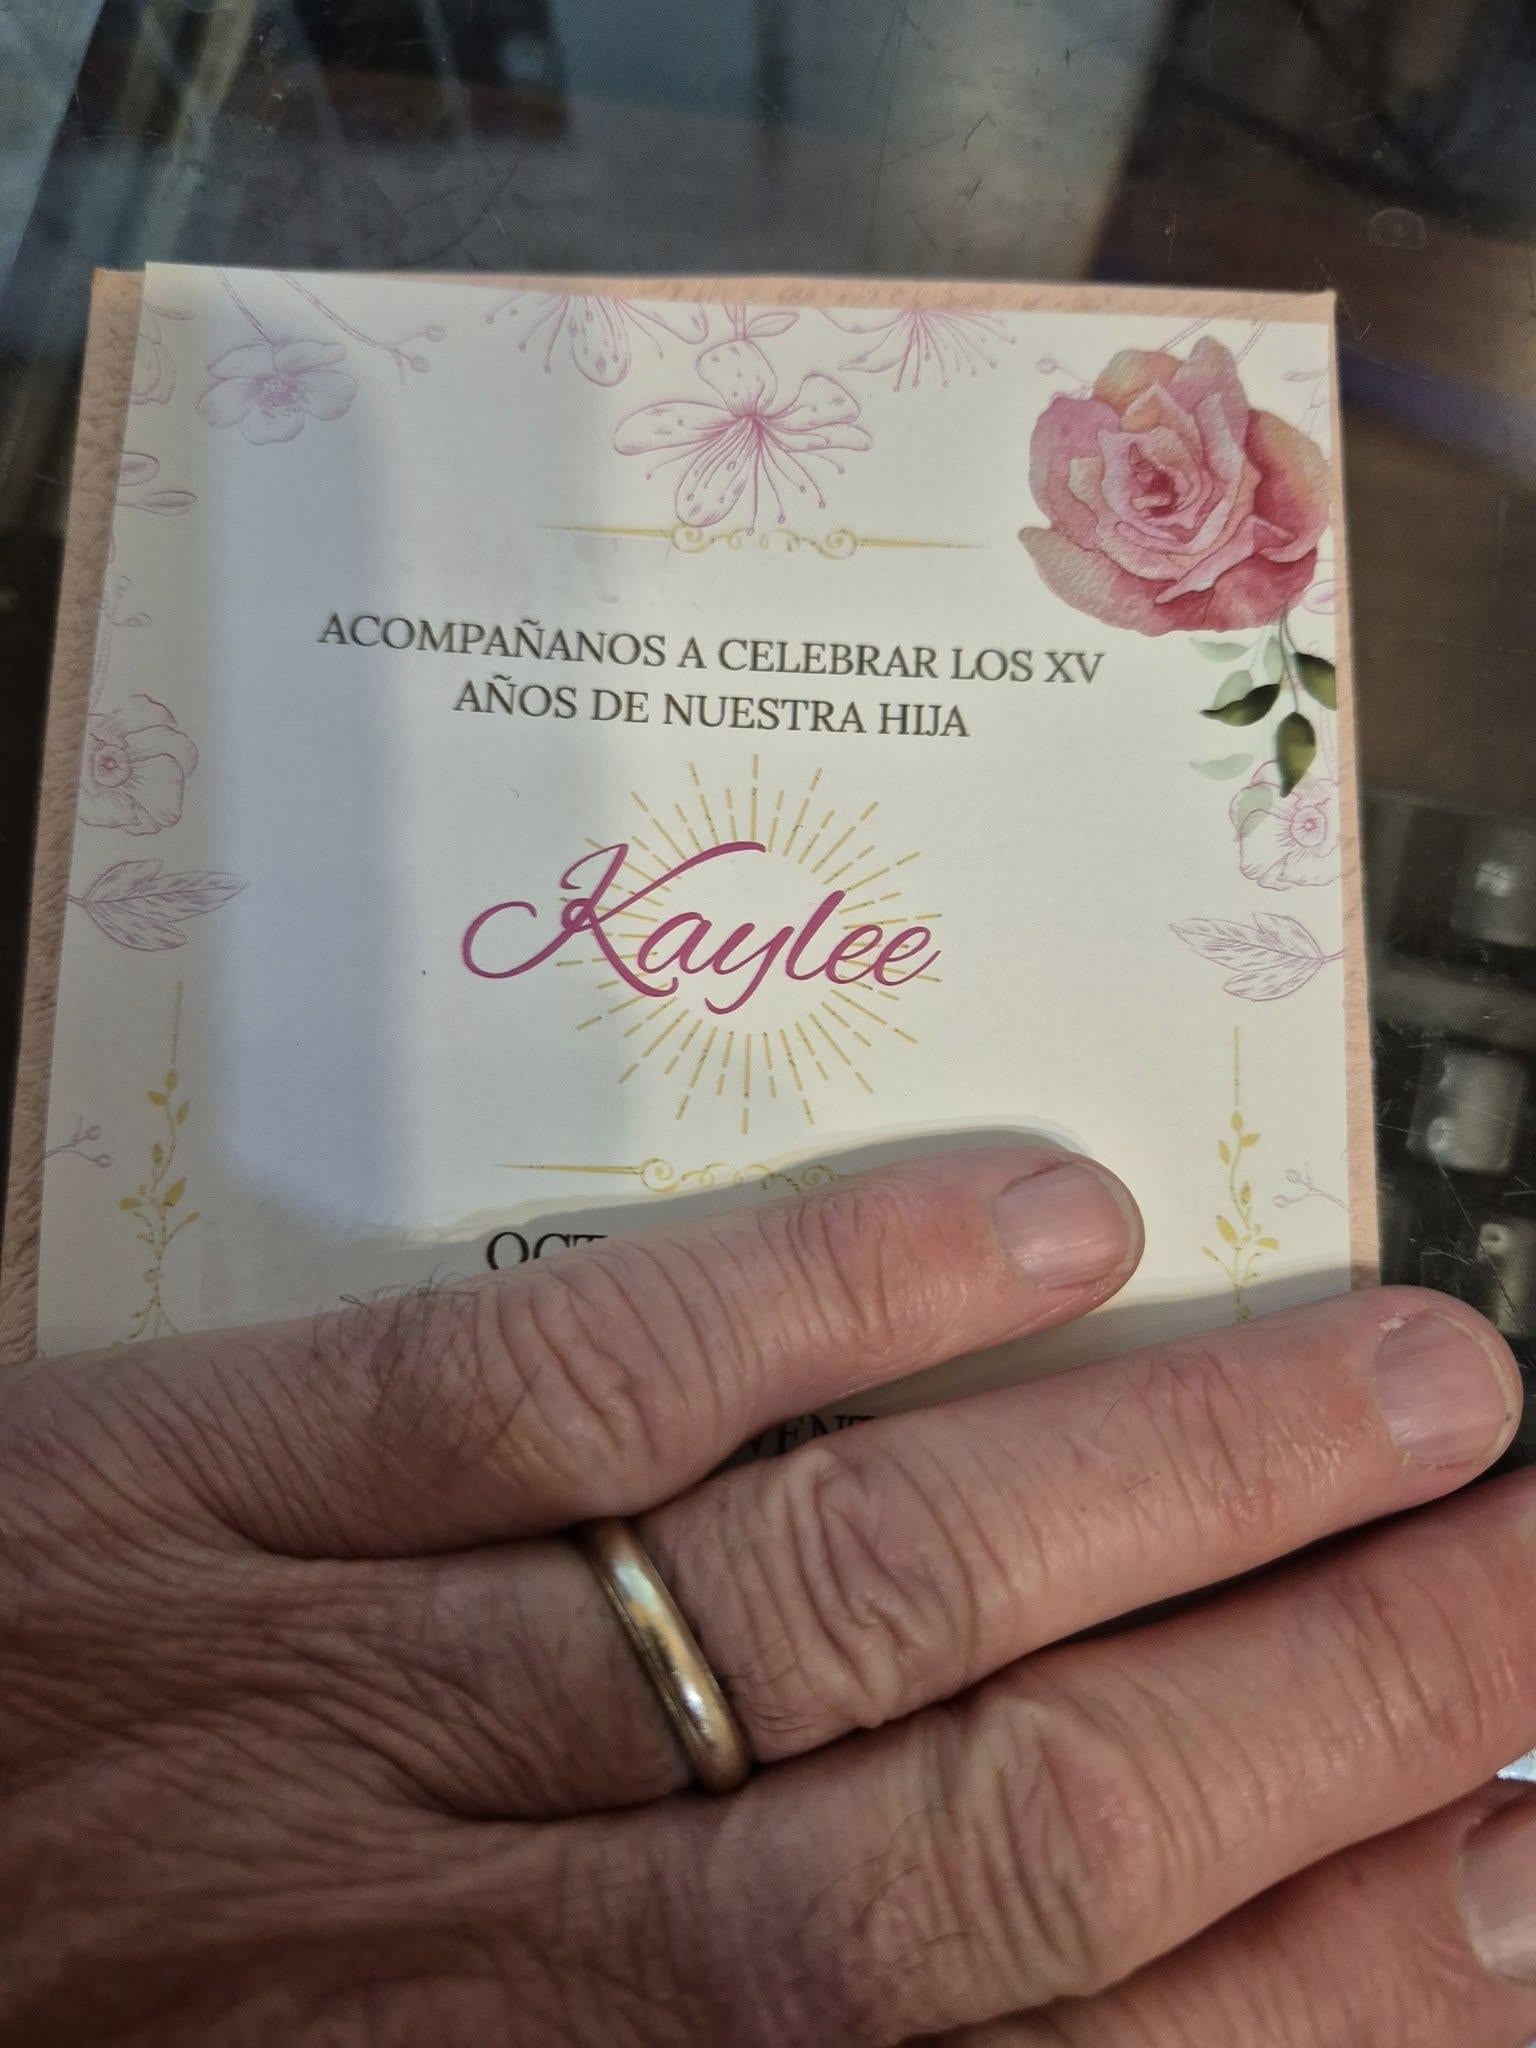 ACOMPAÑANOS A CELEBRAR LOS XV
AÑOS DE NUESTRA HIJA
Kaylee